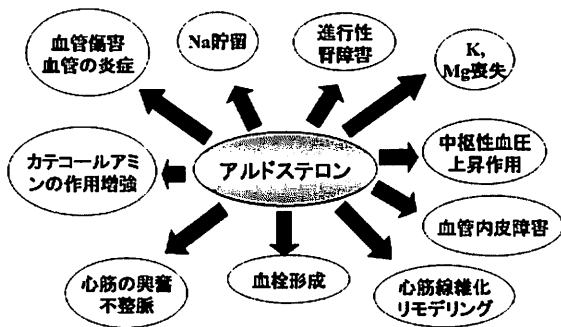 血管傷害
血管の炎症
Na貯留
進行性
腎障害
K,
Mg喪失
カテコールアミ
ンの作用増強
アルドステロン
中枢性血圧
上昇作用
血管内皮障害
心筋の興奮
不整脈
血栓形成
心筋線維化
リモデリング